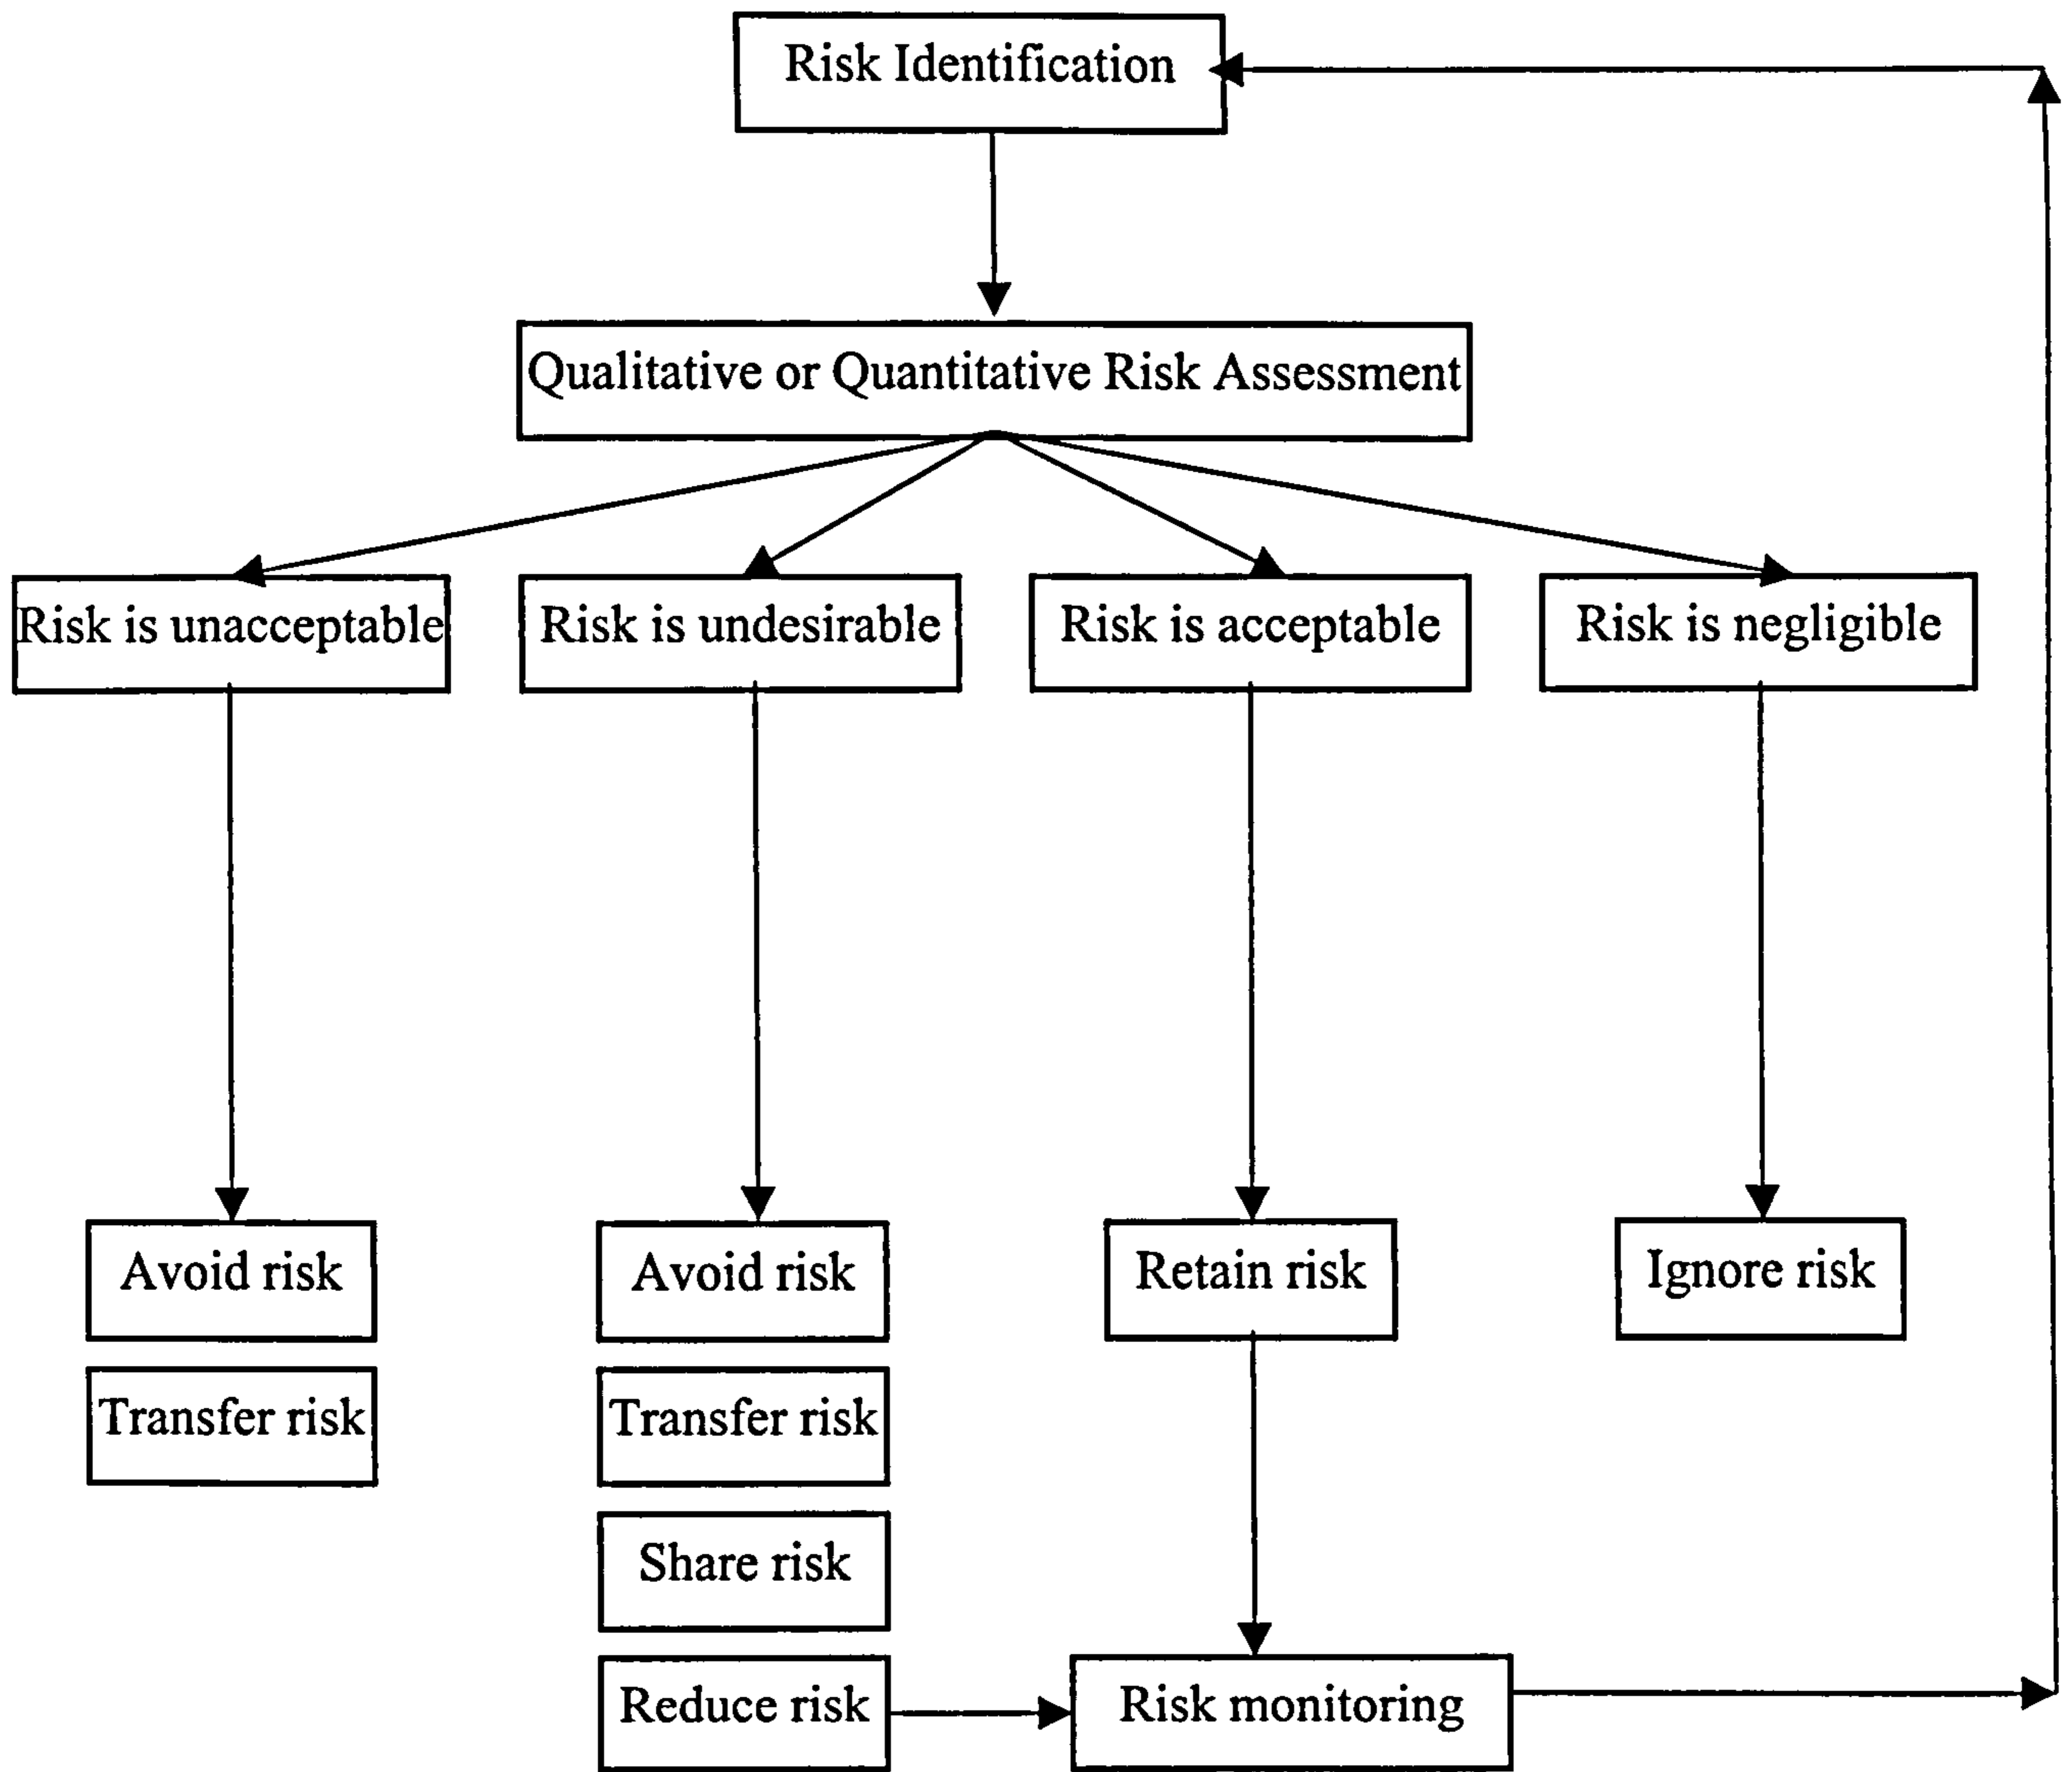 Risk Identification
Qualitative or Quantitative Risk Assessment
Risk is unacceptable
Risk is undesirable
Risk is acceptable
Risk is negligible
Avoid risk
Avoid risk
Retain risk
Ignore risk
Transfer risk
Transfer risk
Share risk
Reduce risk
Risk monitoring